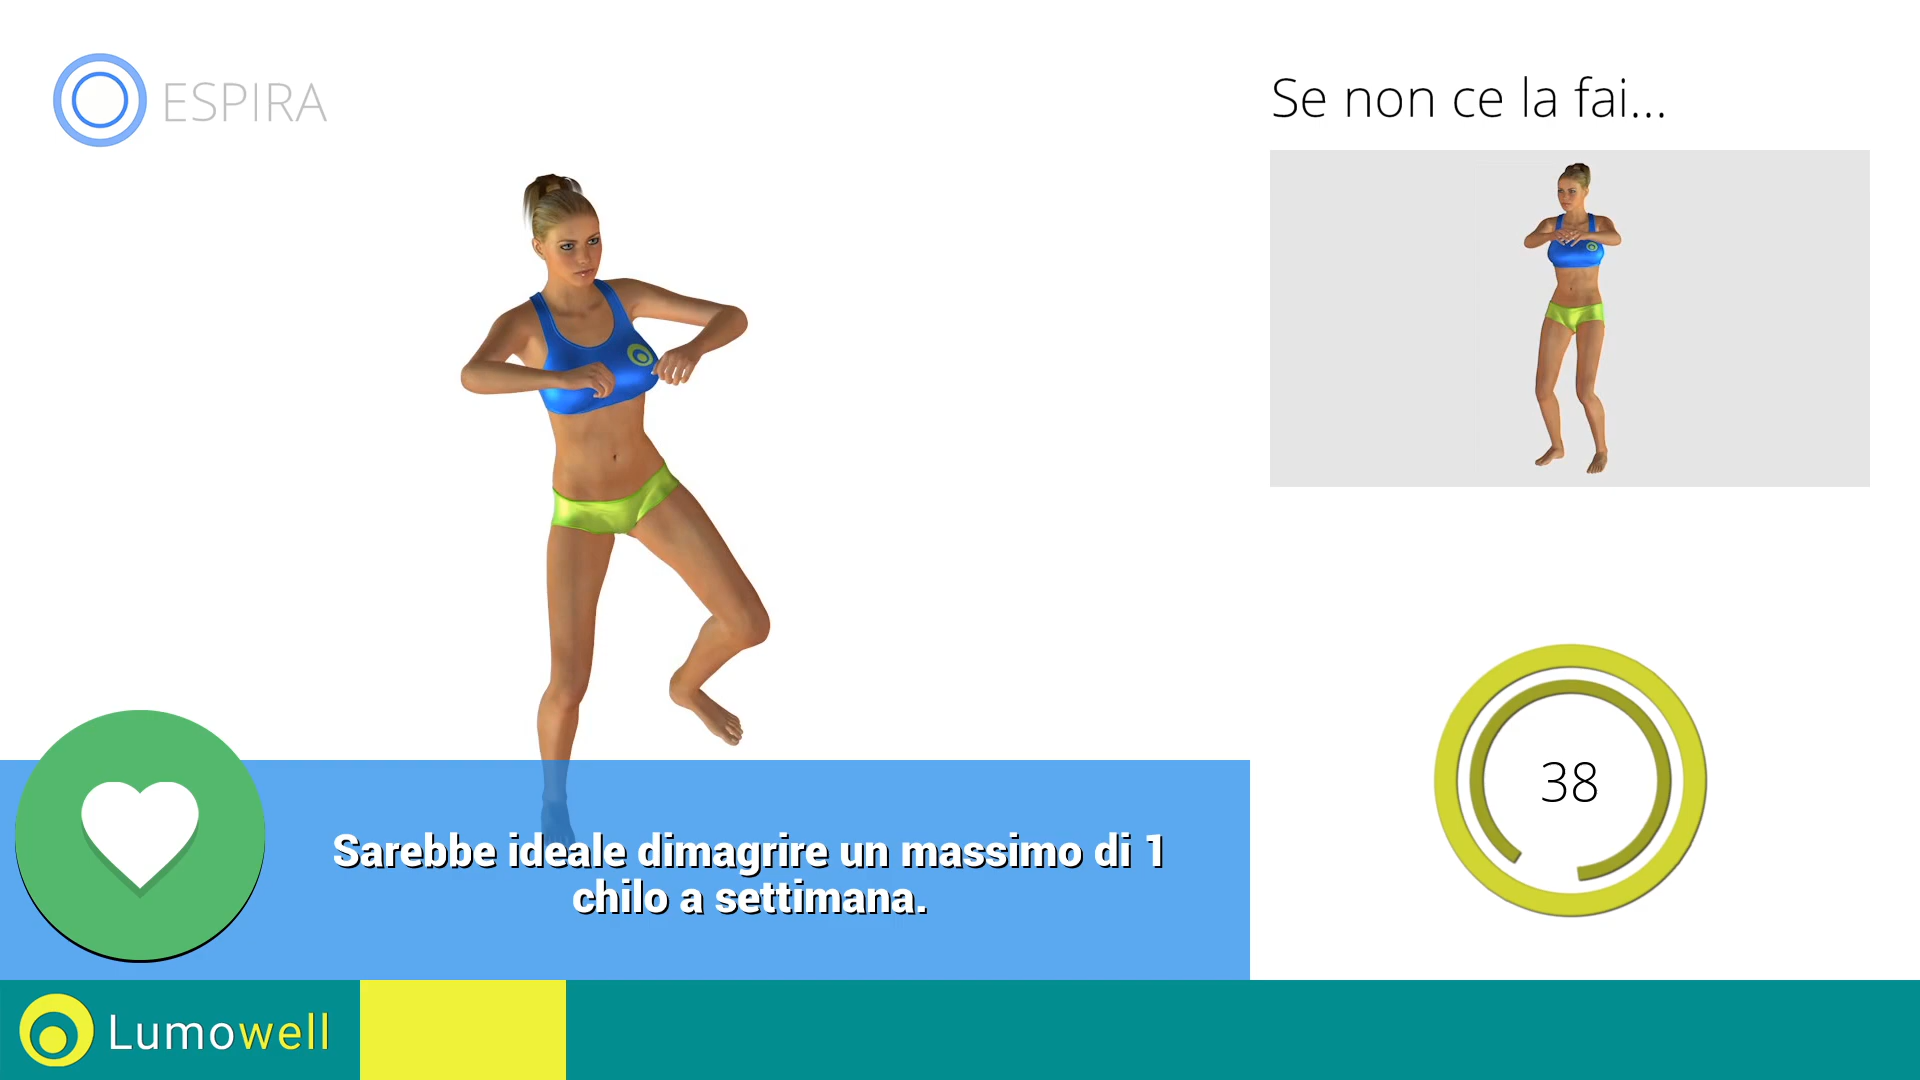 ESPIRA
Se non ce la fai...
38
Sarebbe ideale dimagrire un massimo di 1
chilo a settimana.
Lumowell